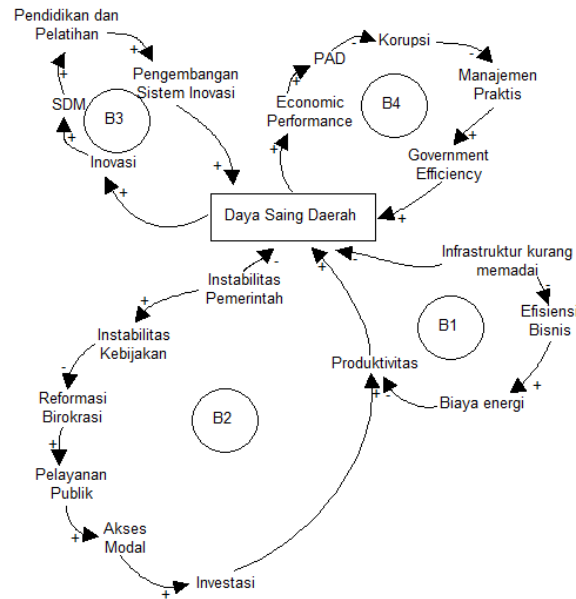 Pendidikan dan
Pelatihan
+
+
Pengembangan
Sistem Inovasi
+
SDM
B3
+
Inovasi
+
+
PAD
-
Korupsi
-
Manajemen
Praktis
+
Economic
Performance
B4
+
Government
Efficiency
+
+
Daya Saing Daerah
-
+
-
Instabilitas
Pemerintah
+
Instabilitas
Kebijakan
-
Reformasi
Birokrasi
+
Pelayanan
Publik
+
Akses
Modal
+
Investasi
B2
Infrastruktur kurang
memadai
-
Efisiensi
Bisnis
B1
+
Biaya energi
-
+
Produktivitas